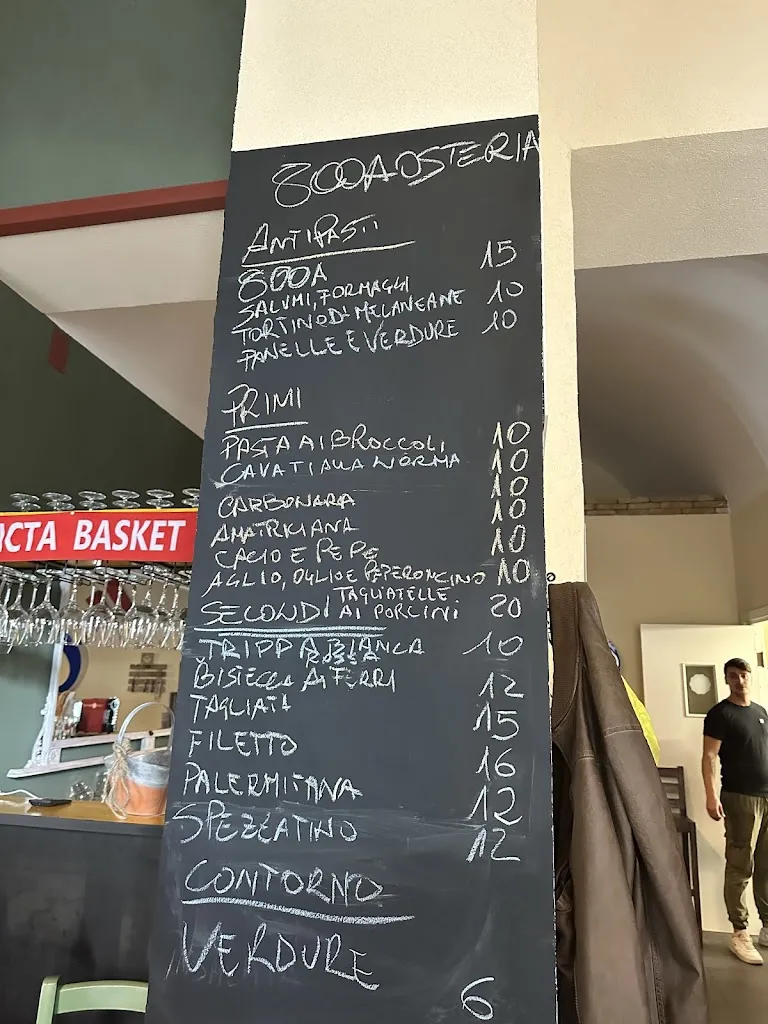 800A OSTERIA
ANTIPASTI
800A 15
SALUMI, FORMAGGI 10
TORTINO DI MELANZANE 10
PANELLE E VERDURE
PRIMI
PASTA AI BROCCOLI 10
CAVATI ALLA NORMA 10
10
CARBONARA 10
AMATRICIANA
CACIO E PEPE 10
AGLIO, OGLIO E PEPERONCINO 10
TAGLIATELLE
AI PORCINI 20
SECONDI
TRIPPA BIANCA 10
ROSSA
BISTECCA AI FERRI 12
TAGLIATA 15
FILETTO 16
PALERMITANA 12
SPEZZATINO 12
CONTORNO
VERDURE 6
ICTA BASKET